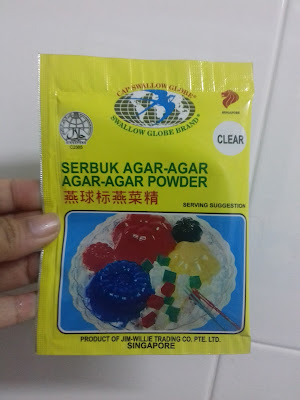 CAP SWALLOW GLOBE®
SWALLOW GLOBE BRAND®
CLEAR
SERBUK AGAR-AGAR
AGAR-AGAR POWDER
燕球标燕菜精
SERVING SUGGESTION
PRODUCT OF JIM-WILLIE TRADING CO. PTE. LTD.
SINGAPORE